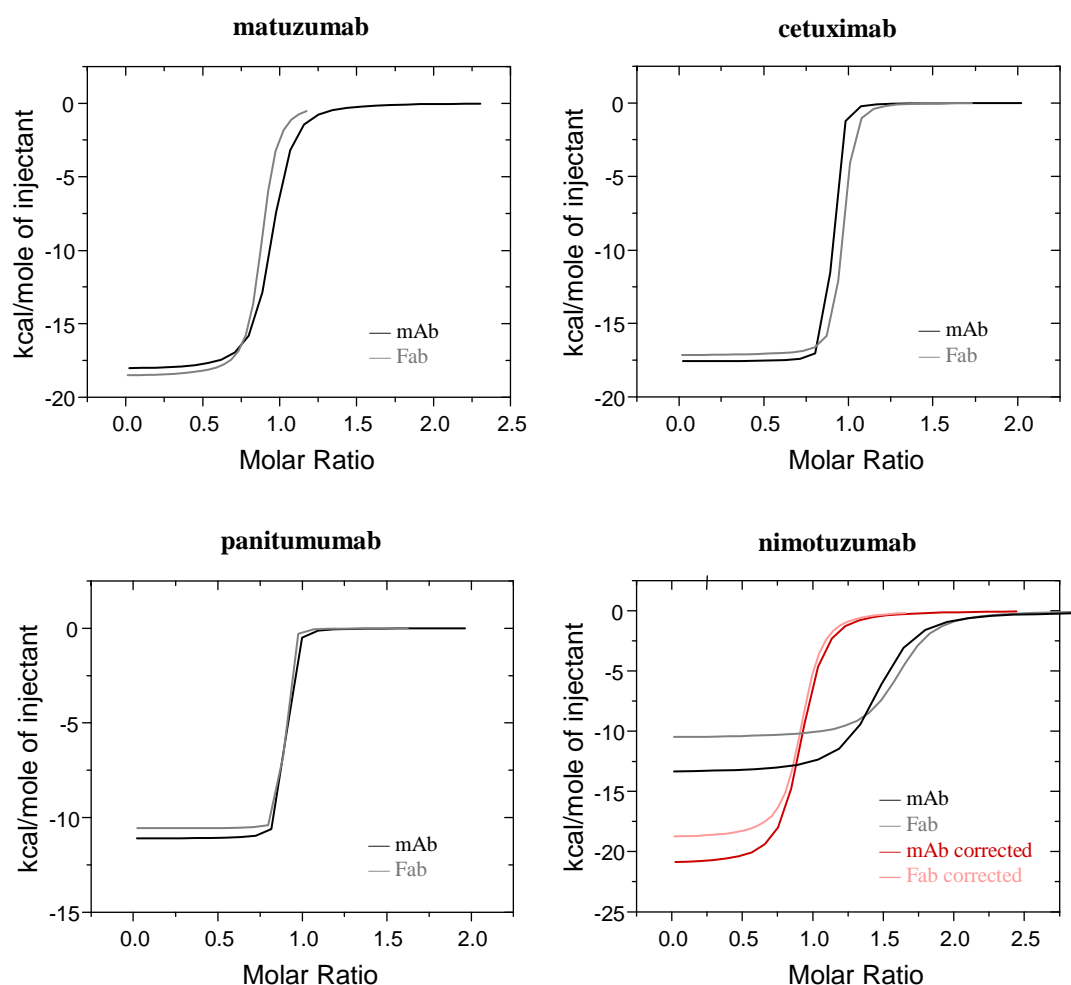 matuzumab
kcal/mole of injectant
0
-5
-10
-15
-20
mAb
Fab
0.0 0.5 1.0 1.5 2.0 2.5
Molar Ratio
cetuximab
kcal/mole of injectant
0
-5
-10
-15
-20
mAb
Fab
0.0 0.5 1.0 1.5 2.0
Molar Ratio
panitumumab
kcal/mole of injectant
0
-5
-10
-15
mAb
Fab
0.0 0.5 1.0 1.5 2.0
Molar Ratio
nimotuzumab
kcal/mole of injectant
0
-5
-10
-15
-20
-25
mAb
Fab
mAb corrected
Fab corrected
0.0 0.5 1.0 1.5 2.0 2.5
Molar Ratio